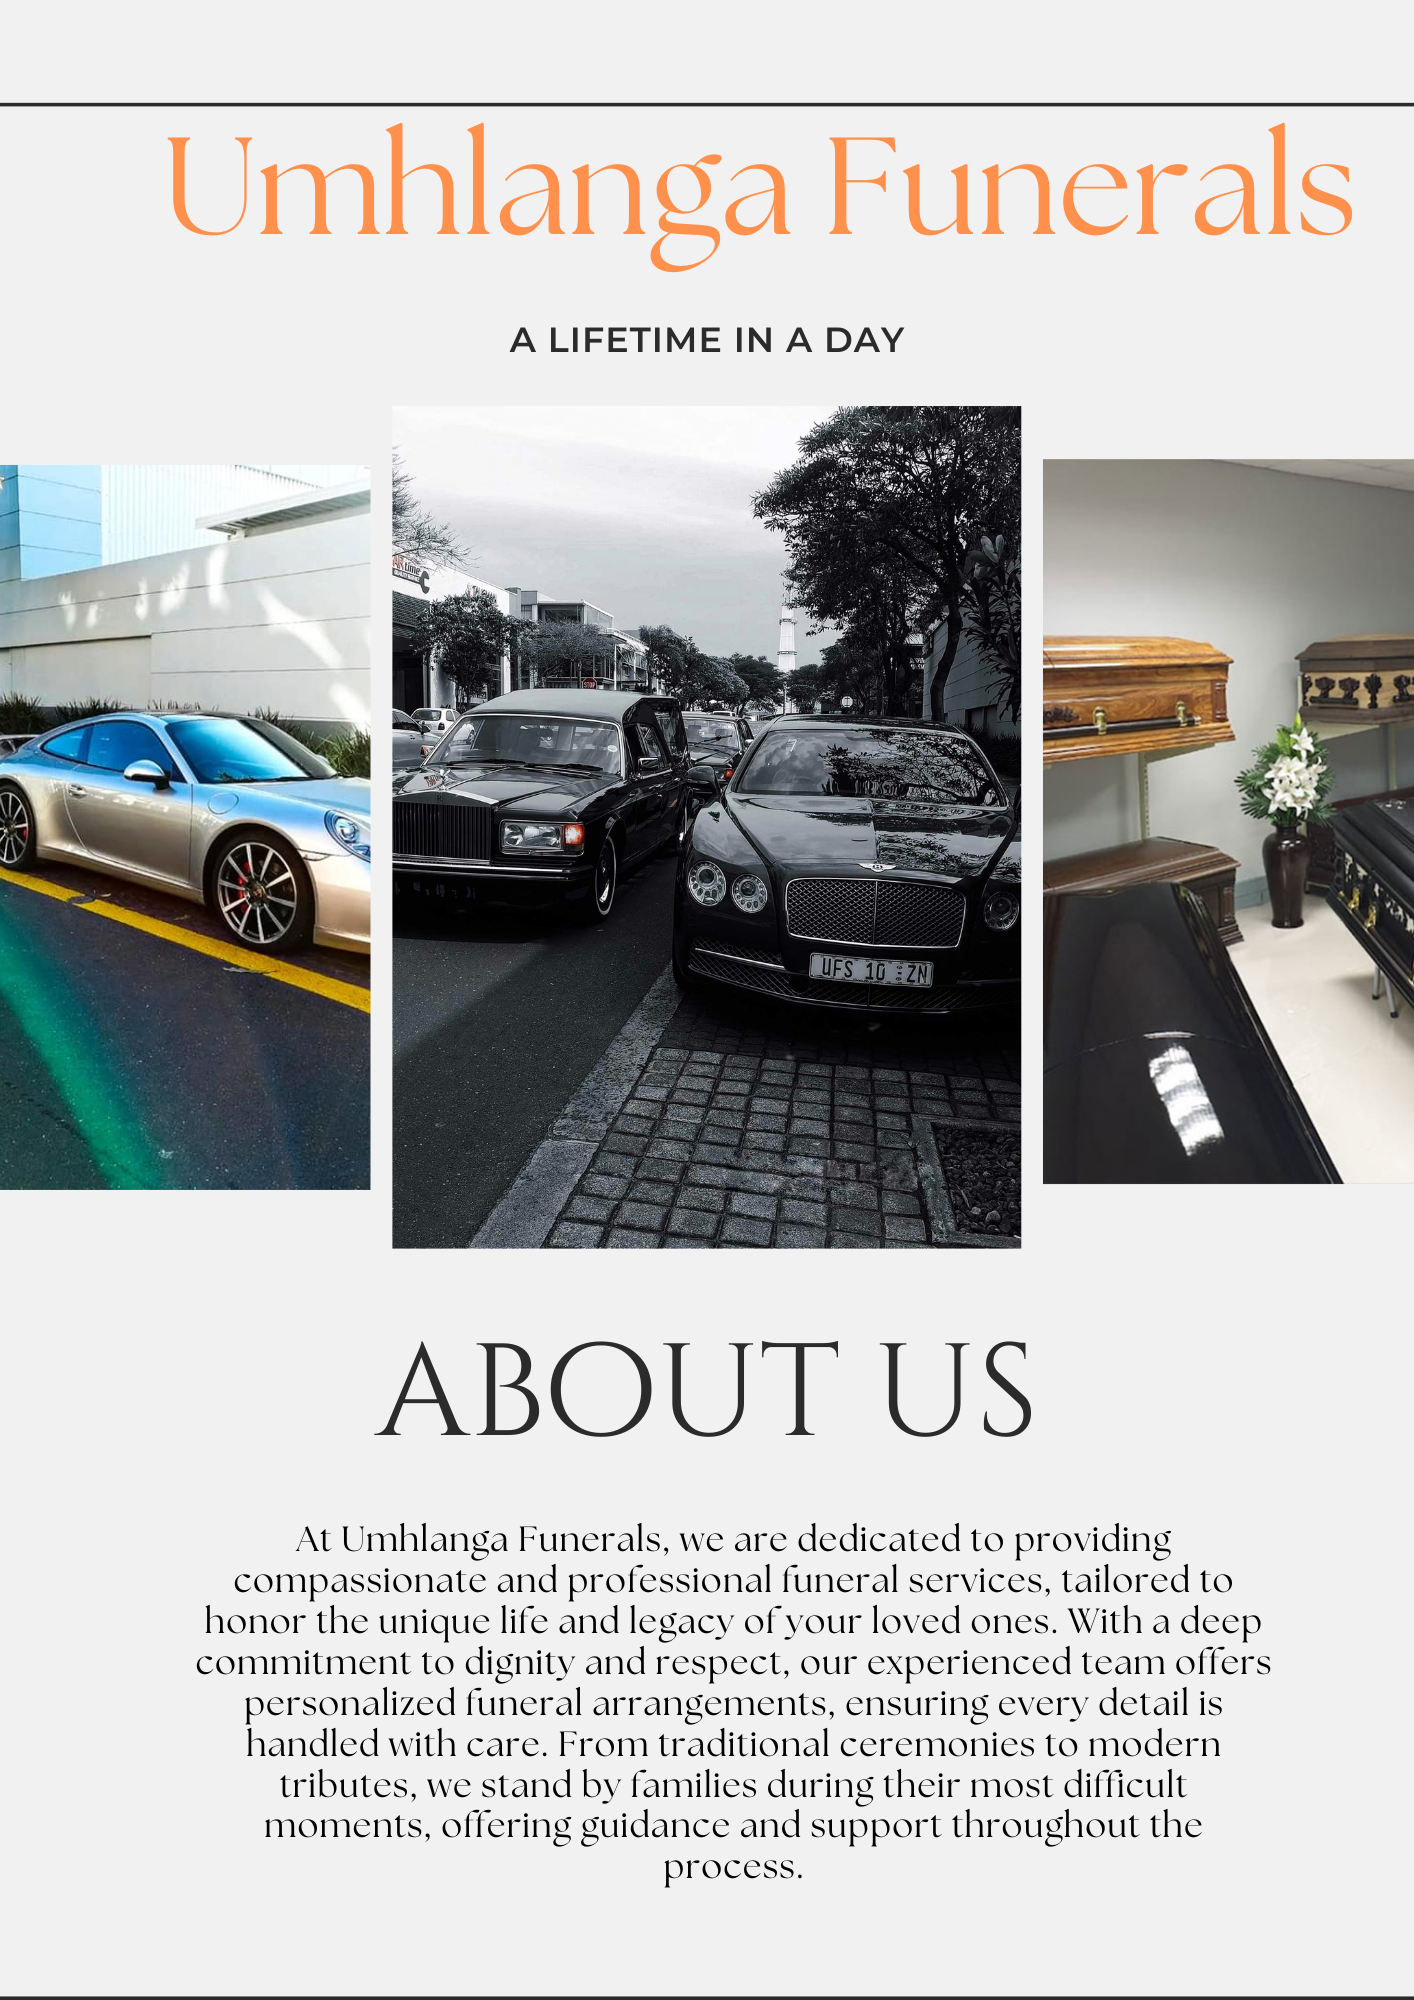 Umhlanga Funerals
A LIFETIME IN A DAY
time
STOP
UFS 10 ZN
ABOUT US
At Umhlanga Funerals, we are dedicated to providing
compassionate and professional funeral services, tailored to
honor the unique life and legacy of your loved ones. With a deep
commitment to dignity and respect, our experienced team offers
personalized funeral arrangements, ensuring every detail is
handled with care. From traditional ceremonies to modern
tributes, we stand by families during their most difficult
moments, offering guidance and support throughout the
process.